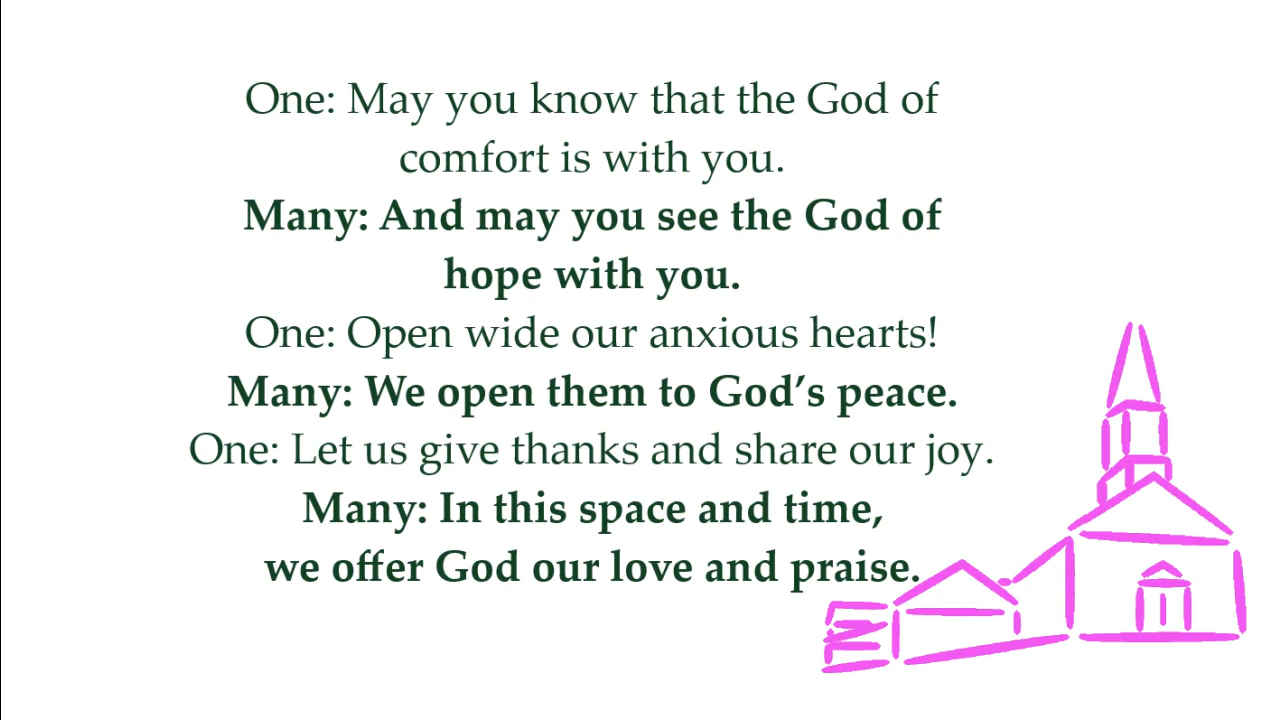 One: May you know that the God of
comfort is with you.
Many: And may you see the God of
hope with you.
One: Open wide our anxious hearts!
Many: We open them to God’s peace.
One: Let us give thanks and share our joy.
Many: In this space and time,
we offer God our love and praise.